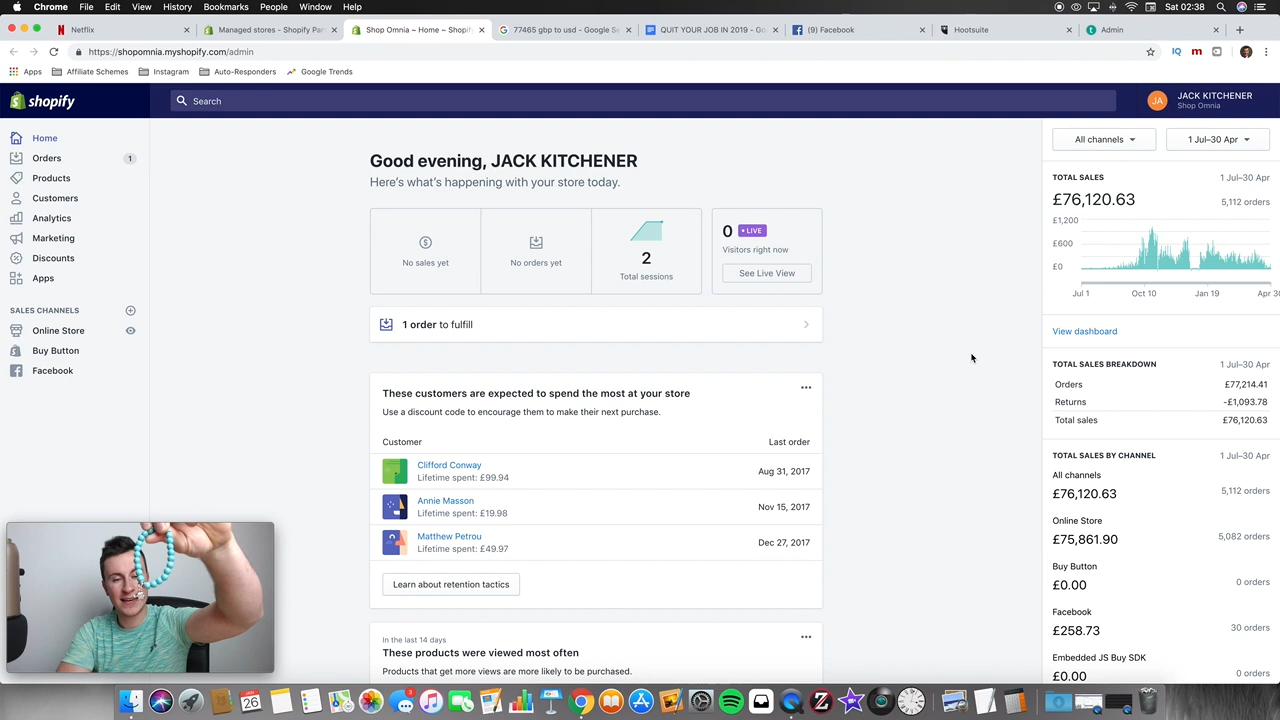 Chrome File Edit View History Bookmarks People Window Help Sat 02:38
Netflix
Managed stores - Shopify Par
Shop Omnia ~ Home ~ Shopif
77465 gbp to usd - Google Se
QUIT YOUR JOB IN 2019 - Go
(9) Facebook
Hootsuite
Admin
https://shopomnia.myshopify.com/admin
Apps Affiliate Schemes Instagram Auto-Responders Google Trends
shopify
Search
JA
JACK KITCHENER
Shop Omnia
Home
Orders 1
Products
Customers
Analytics
Marketing
Discounts
Apps
SALES CHANNELS
Online Store
Buy Button
Facebook
Good evening, JACK KITCHENER
Here's what's happening with your store today.
No sales yet
No orders yet
2
Total sessions
0 • LIVE
Visitors right now
See Live View
1 order to fulfill
These customers are expected to spend the most at your store
Use a discount code to encourage them to make their next purchase.
Customer Last order
Clifford Conway
Lifetime spent: £99.94
Aug 31, 2017
Annie Masson
Lifetime spent: £19.98
Nov 15, 2017
Matthew Petrou
Lifetime spent: £49.97
Dec 27, 2017
Learn about retention tactics
In the last 14 days
These products were viewed most often
Products that get more views are more likely to be purchased.
All channels
1 Jul–30 Apr
TOTAL SALES 1 Jul–30 Apr
£76,120.63 5,112 orders
£1,200
£600
£0
Jul 1 Oct 10 Jan 19 Apr 30
View dashboard
TOTAL SALES BREAKDOWN 1 Jul–30 Apr
Orders £77,214.41
Returns -£1,093.78
Total sales £76,120.63
TOTAL SALES BY CHANNEL 1 Jul–30 Apr
All channels
£76,120.63 5,112 orders
Online Store
£75,861.90 5,082 orders
Buy Button
£0.00 0 orders
Facebook
£258.73 30 orders
Embedded JS Buy SDK
£0.00 0 orders
26
3